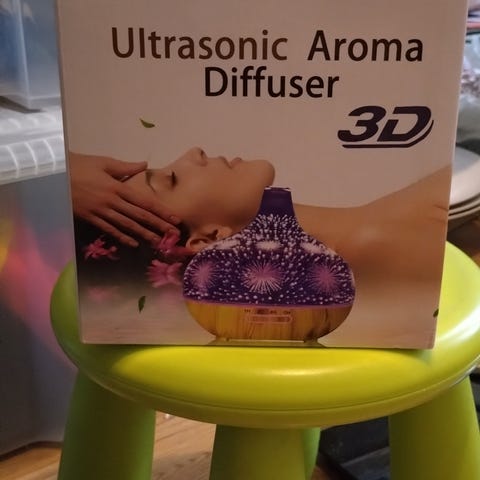 Ultrasonic Aroma
Diffuser
3D